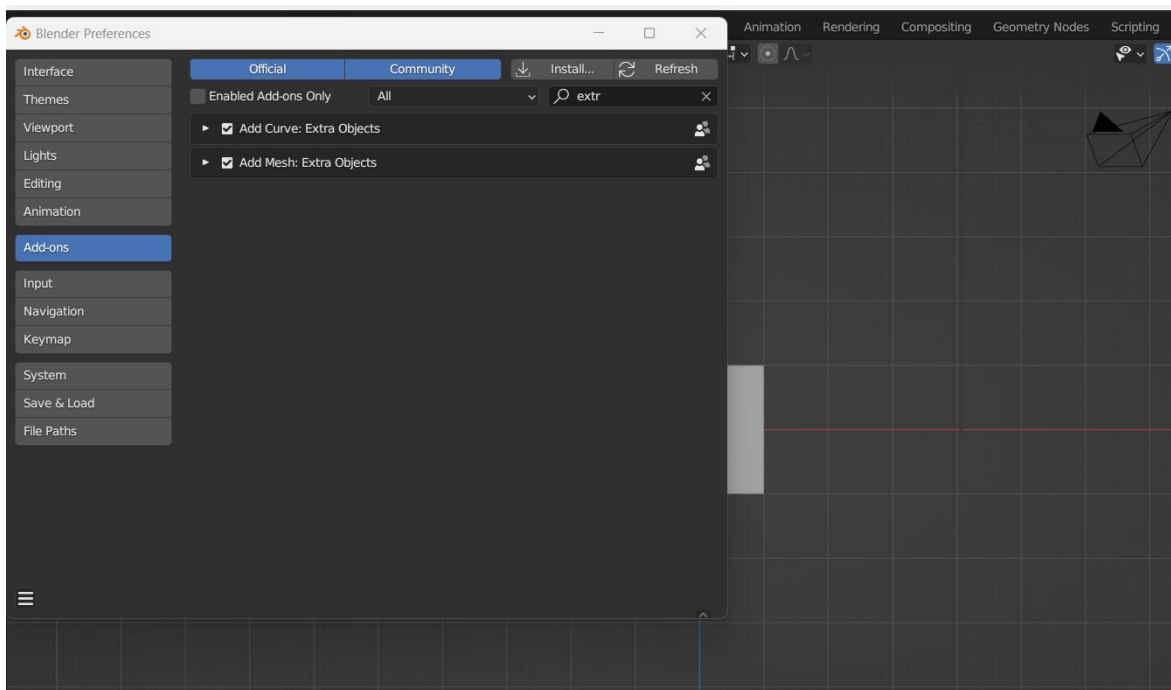 Blender Preferences
Animation Rendering Compositing Geometry Nodes Scripting
Interface
Themes
Viewport
Lights
Editing
Animation
Add-ons
Input
Navigation
Keymap
System
Save & Load
File Paths
Official Community Install... Refresh
Enabled Add-ons Only All extr
Add Curve: Extra Objects
Add Mesh: Extra Objects